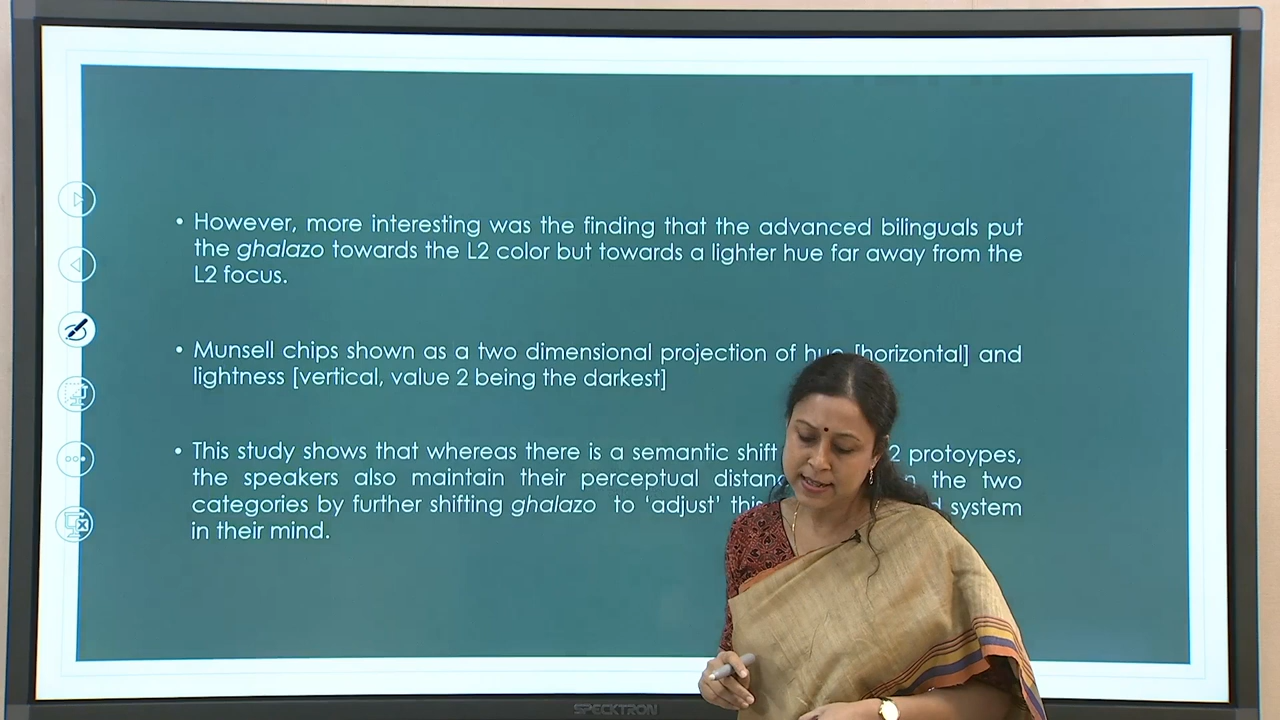 • However, more interesting was the finding that the advanced bilinguals put
the ghalazo towards the L2 color but towards a lighter hue far away from the
L2 focus.
• Munsell chips shown as a two dimensional projection of hue [horizontal] and
lightness [vertical, value 2 being the darkest]
• This study shows that whereas there is a semantic shift 2 protoypes,
the speakers also maintain their perceptual the two
categories by further shifting ghalazo to ‘adjust’ system
in their mind.
SPECKTRON